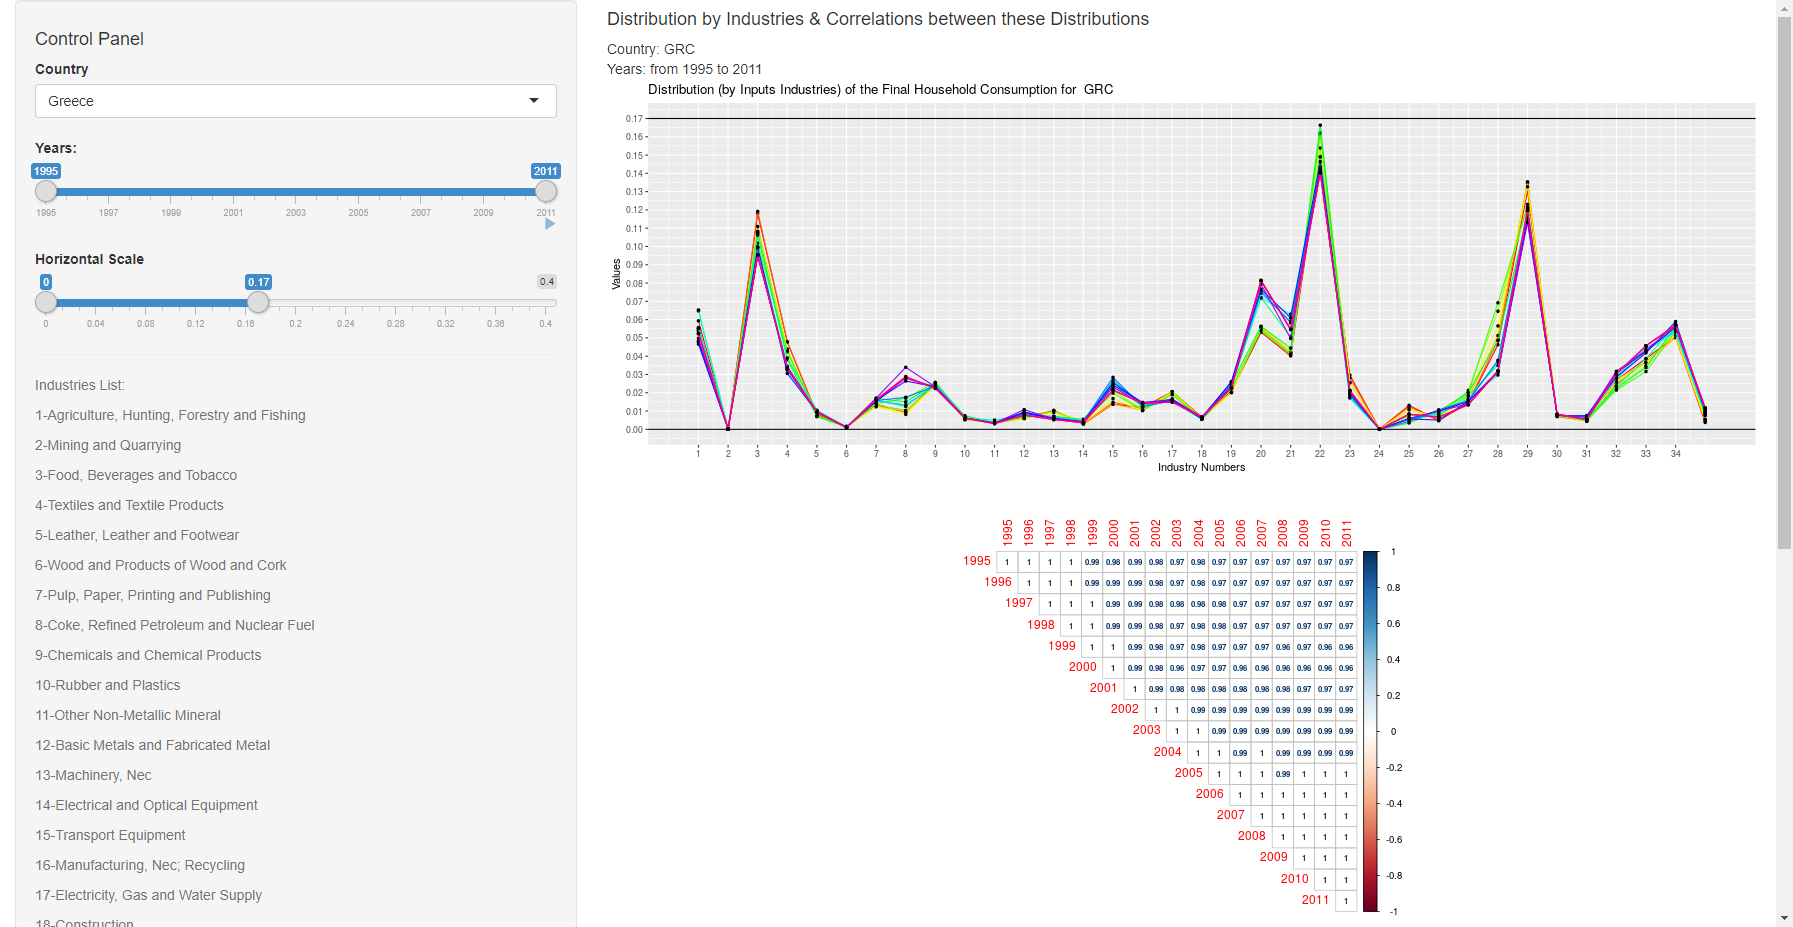 Control Panel
Country
Greece
Years:
1995 2011
1995 1997 1999 2001 2003 2005 2007 2009 2011
Horizontal Scale
0 0.17 0.4
0 0.04 0.08 0.12 0.16 0.2 0.24 0.28 0.32 0.36 0.4
Industries List:
1-Agriculture, Hunting, Forestry and Fishing
2-Mining and Quarrying
3-Food, Beverages and Tobacco
4-Textiles and Textile Products
5-Leather, Leather and Footwear
6-Wood and Products of Wood and Cork
7-Pulp, Paper, Printing and Publishing
8-Coke, Refined Petroleum and Nuclear Fuel
9-Chemicals and Chemical Products
10-Rubber and Plastics
11-Other Non-Metallic Mineral
12-Basic Metals and Fabricated Metal
13-Machinery, Nec
14-Electrical and Optical Equipment
15-Transport Equipment
16-Manufacturing, Nec; Recycling
17-Electricity, Gas and Water Supply
18-Construction
Distribution by Industries & Correlations between these Distributions
Country: GRC
Years: from 1995 to 2011
Distribution (by Inputs Industries) of the Final Household Consumption for GRC
0.17
0.16
0.15
0.14
0.13
0.12
0.11
0.10
0.09
0.08
0.07
0.06
0.05
0.04
0.03
0.02
0.01
0.00
Values
1 2 3 4 5 6 7 8 9 10 11 12 13 14 15 16 17 18 19 20 21 22 23 24 25 26 27 28 29 30 31 32 33 34
Industry Numbers
1995 1996 1997 1998 1999 2000 2001 2002 2003 2004 2005 2006 2007 2008 2009 2010 2011
1995 1 1 1 1 0.99 0.98 0.99 0.98 0.97 0.98 0.97 0.97 0.97 0.97 0.97 0.97 0.97
1996 1 1 1 0.99 0.99 0.99 0.98 0.97 0.98 0.97 0.97 0.97 0.97 0.97 0.97 0.97
1997 1 1 1 0.99 0.99 0.98 0.98 0.98 0.98 0.97 0.97 0.97 0.97 0.97 0.97
1998 1 1 0.99 0.99 0.98 0.97 0.98 0.97 0.97 0.97 0.97 0.97 0.97 0.97
1999 1 1 0.99 0.98 0.97 0.98 0.97 0.97 0.97 0.96 0.97 0.96 0.96
2000 1 0.99 0.98 0.96 0.97 0.97 0.96 0.96 0.96 0.96 0.96 0.96
2001 1 0.99 0.98 0.98 0.98 0.98 0.98 0.98 0.97 0.97 0.97
2002 1 1 0.99 0.99 0.99 0.99 0.99 0.99 0.99 0.99
2003 1 1 0.99 0.99 0.99 0.99 0.99 0.99 0.99
2004 1 1 0.99 1 0.99 0.99 0.99 0.99
2005 1 1 1 0.99 1 1 1
2006 1 1 1 1 1 1
2007 1 1 1 1 1
2008 1 1 1 1
2009 1 1 1
2010 1 1
2011 1
1
0.8
0.6
0.4
0.2
0
-0.2
-0.4
-0.6
-0.8
-1